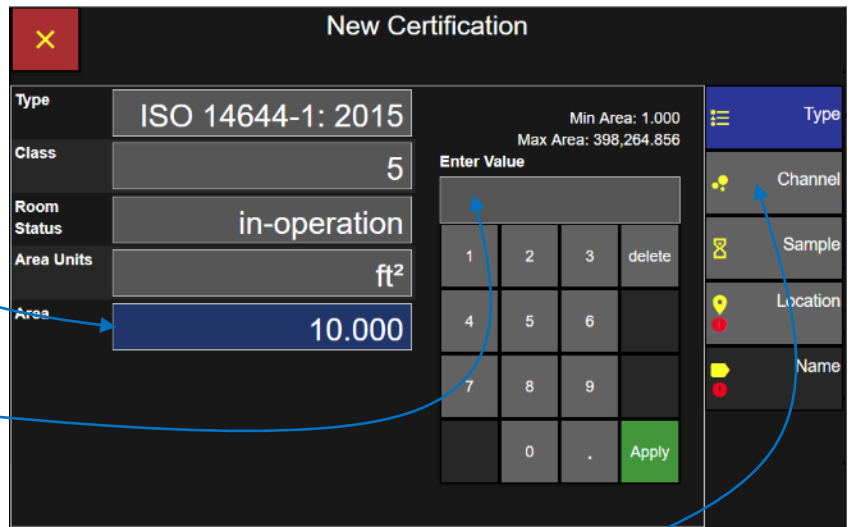 New Certification
Type
ISO 14644-1: 2015
Class
5
Room
Status
in-operation
Area Units
ft²
Area
10.000
Min Area: 1.000
Max Area: 398,264.856
Enter Value
1 2 3 delete
4 5 6
7 8 9
0 . Apply
Type
Channel
Sample
Location
Name